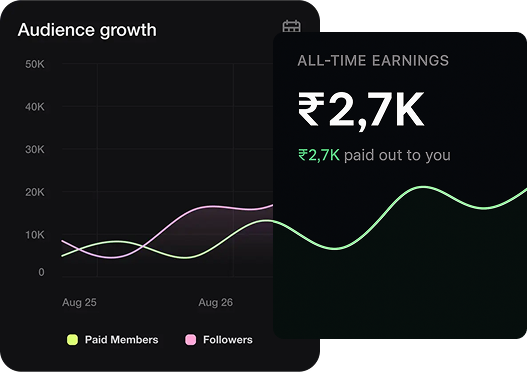 Audience growth
50K
40K
30K
20K
10K
0
Aug 25
Aug 26
Paid Members
Followers
ALL-TIME EARNINGS
₹2,7K
₹2,7K paid out to you